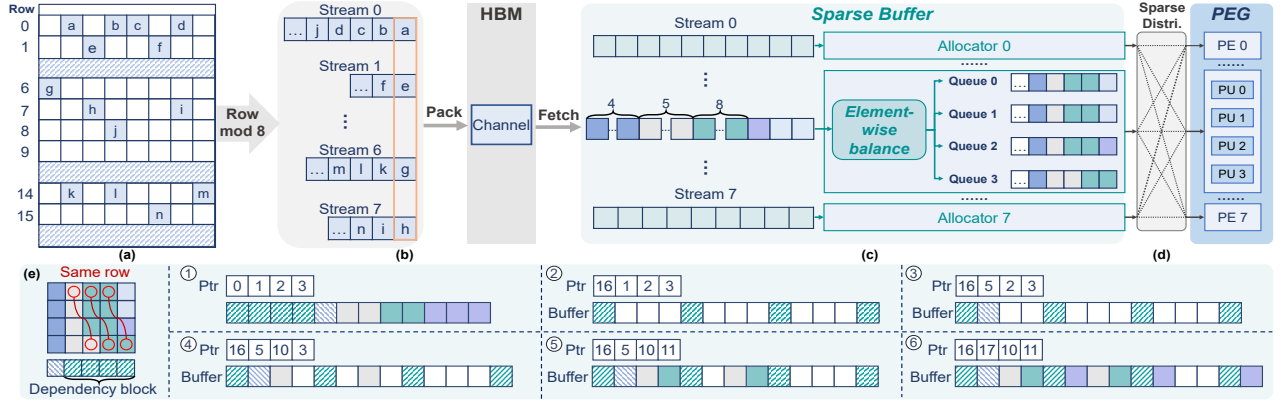 Row
0 a b c d
1 e f
6 g
7 h i
8 j
9
14 k l m
15 n
(a)
Row
mod 8
Stream 0
... j d c b a
Stream 1
... f e
⋮
Stream 6
... m l k g
Stream 7
... n i h
(b)
Pack
HBM
Channel
Fetch
Sparse Buffer
Stream 0
⋮
4 5 8
... ... ...
⋮
Stream 7
Allocator 0
......
Element-
wise
balance
Queue 0 ...
Queue 1 ...
Queue 2 ...
Queue 3 ...
......
Allocator 7
(c)
Sparse
Distri.
(d)
PEG
PE 0
......
PU 0
PU 1
PU 2
PU 3
......
PE 7
(e)
Same row
Dependency block
① Ptr 0 1 2 3
② Ptr 16 1 2 3
Buffer
③ Ptr 16 5 2 3
Buffer
④ Ptr 16 5 10 3
Buffer
⑤ Ptr 16 5 10 11
Buffer
⑥ Ptr 16 17 10 11
Buffer